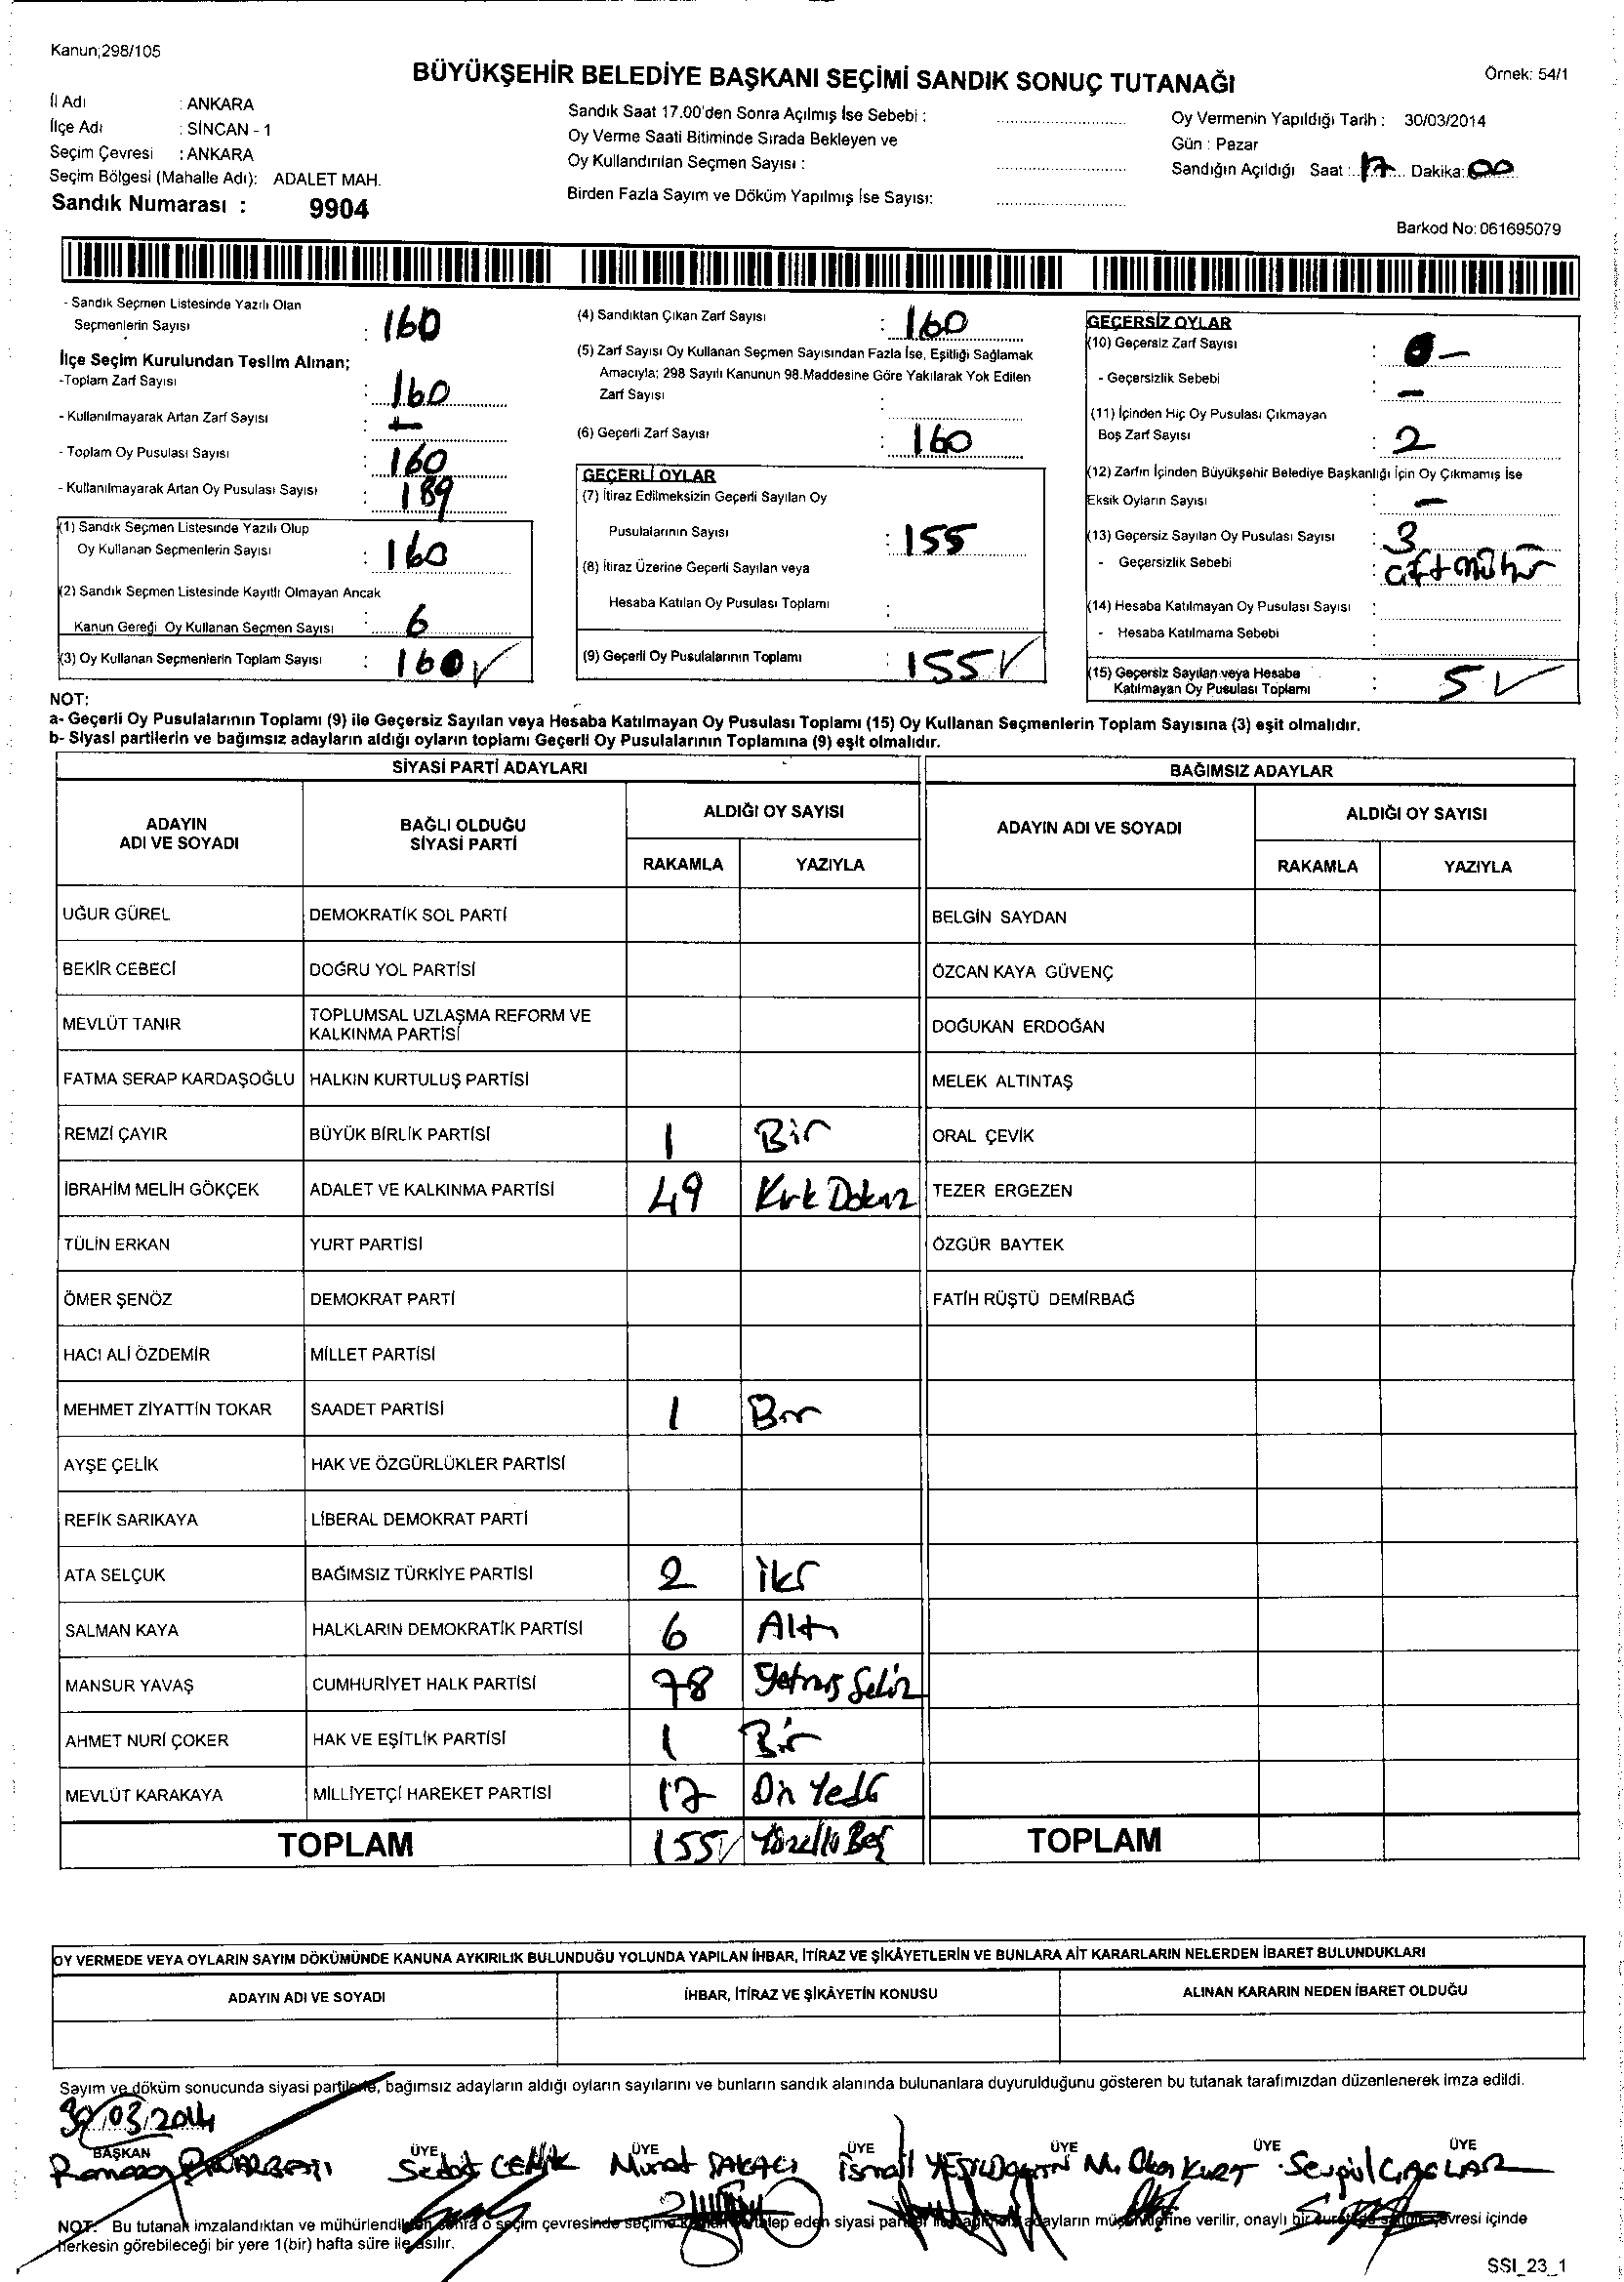 Kanun;298/105
BÜYÜKŞEHİR BELEDİYE BAŞKANI SEÇİMİ SANDIK SONUÇ TUTANAĞI
Örnek: 54/1
İl Adı : ANKARA
İlçe Adı : SİNCAN - 1
Seçim Çevresi : ANKARA
Seçim Bölgesi (Mahalle Adı): ADALET MAH.
Sandık Numarası : 9904
Sandık Saat 17.00'den Sonra Açılmış İse Sebebi :
Oy Verme Saati Bitiminde Sırada Bekleyen ve
Oy Kullandırılan Seçmen Sayısı :
Birden Fazla Sayım ve Döküm Yapılmış İse Sayısı:
Oy Vermenin Yapıldığı Tarih : 30/03/2014
Gün : Pazar
Sandığın Açıldığı Saat : 17 Dakika: 00
Barkod No: 061695079
- Sandık Seçmen Listesinde Yazılı Olan
Seçmenlerin Sayısı : 160
İlçe Seçim Kurulundan Teslim Alınan;
-Toplam Zarf Sayısı : 160
- Kullanılmayarak Artan Zarf Sayısı : -
- Toplam Oy Pusulası Sayısı : 160
- Kullanılmayarak Artan Oy Pusulası Sayısı : 189
(1) Sandık Seçmen Listesinde Yazılı Olup
Oy Kullanan Seçmenlerin Sayısı : 160
(2) Sandık Seçmen Listesinde Kayıtlı Olmayan Ancak
Kanun Gereği Oy Kullanan Seçmen Sayısı : 6
(3) Oy Kullanan Seçmenlerin Toplam Sayısı : 160 ✓
(4) Sandıktan Çıkan Zarf Sayısı : 160
(5) Zarf Sayısı Oy Kullanan Seçmen Sayısından Fazla İse, Eşitliği Sağlamak
Amacıyla; 298 Sayılı Kanunun 98.Maddesine Göre Yakılarak Yok Edilen
Zarf Sayısı :
(6) Geçerli Zarf Sayısı : 160
GEÇERLİ OYLAR
(7) İtiraz Edilmeksizin Geçerli Sayılan Oy
Pusulalarının Sayısı : 155
(8) İtiraz Üzerine Geçerli Sayılan veya
Hesaba Katılan Oy Pusulası Toplamı :
(9) Geçerli Oy Pusulalarının Toplamı : 155 ✓
GEÇERSİZ OYLAR
(10) Geçersiz Zarf Sayısı : 0 -
- Geçersizlik Sebebi : -
(11) İçinden Hiç Oy Pusulası Çıkmayan
Boş Zarf Sayısı : 2
(12) Zarfın İçinden Büyükşehir Belediye Başkanlığı İçin Oy Çıkmamış İse
Eksik Oyların Sayısı -
(13) Geçersiz Sayılan Oy Pusulası Sayısı : 3
- Geçersizlik Sebebi : çift mühür
(14) Hesaba Katılmayan Oy Pusulası Sayısı :
- Hesaba Katılmama Sebebi :
(15) Geçersiz Sayılan veya Hesaba
Katılmayan Oy Pusulası Toplamı : 5 ✓
NOT:
a- Geçerli Oy Pusulalarının Toplamı (9) ile Geçersiz Sayılan veya Hesaba Katılmayan Oy Pusulası Toplamı (15) Oy Kullanan Seçmenlerin Toplam Sayısına (3) eşit olmalıdır.
b- Siyasi partilerin ve bağımsız adayların aldığı oyların toplamı Geçerli Oy Pusulalarının Toplamına (9) eşit olmalıdır.
SİYASİ PARTİ ADAYLARI BAĞIMSIZ ADAYLAR
ADAYIN ADI VE SOYADI BAĞLI OLDUĞU SİYASİ PARTİ ALDIĞI OY SAYISI ADAYIN ADI VE SOYADI ALDIĞI OY SAYISI
RAKAMLA YAZIYLA RAKAMLA YAZIYLA
UĞUR GÜREL DEMOKRATİK SOL PARTİ BELGİN SAYDAN
BEKİR CEBECİ DOĞRU YOL PARTİSİ ÖZCAN KAYA GÜVENÇ
MEVLÜT TANIR TOPLUMSAL UZLAŞMA REFORM VE KALKINMA PARTİSİ DOĞUKAN ERDOĞAN
FATMA SERAP KARDAŞOĞLU HALKIN KURTULUŞ PARTİSİ MELEK ALTINTAŞ
REMZİ ÇAYIR BÜYÜK BİRLİK PARTİSİ 1 Bir ORAL ÇEVİK
İBRAHİM MELİH GÖKÇEK ADALET VE KALKINMA PARTİSİ 49 Kırk Dokuz TEZER ERGEZEN
TÜLİN ERKAN YURT PARTİSİ ÖZGÜR BAYTEK
ÖMER ŞENÖZ DEMOKRAT PARTİ FATİH RÜŞTÜ DEMİRBAĞ
HACI ALİ ÖZDEMİR MİLLET PARTİSİ
MEHMET ZİYATTİN TOKAR SAADET PARTİSİ 1 Bir
AYŞE ÇELİK HAK VE ÖZGÜRLÜKLER PARTİSİ
REFİK SARIKAYA LİBERAL DEMOKRAT PARTİ
ATA SELÇUK BAĞIMSIZ TÜRKİYE PARTİSİ 2 iki
SALMAN KAYA HALKLARIN DEMOKRATİK PARTİSİ 6 Altı
MANSUR YAVAŞ CUMHURİYET HALK PARTİSİ 78 Yetmiş Sekiz
AHMET NURİ ÇOKER HAK VE EŞİTLİK PARTİSİ 1 Bir
MEVLÜT KARAKAYA MİLLİYETÇİ HAREKET PARTİSİ 17 On Yedi
TOPLAM 155 ✓ Yüzelli Beş TOPLAM
OY VERMEDE VEYA OYLARIN SAYIM DÖKÜMÜNDE KANUNA AYKIRILIK BULUNDUĞU YOLUNDA YAPILAN İHBAR, İTİRAZ VE ŞİKÂYETLERİN VE BUNLARA AİT KARARLARIN NELERDEN İBARET BULUNDUKLARI
ADAYIN ADI VE SOYADI İHBAR, İTİRAZ VE ŞİKÂYETİN KONUSU ALINAN KARARIN NEDEN İBARET OLDUĞU
Sayım ve döküm sonucunda siyasi partilerle, bağımsız adayların aldığı oyların sayılarını ve bunların sandık alanında bulunanlara duyurulduğunu gösteren bu tutanak tarafımızdan düzenlenerek imza edildi.
30/03/2014
BAŞKAN ÜYE ÜYE ÜYE ÜYE ÜYE ÜYE
Ramazan Sedat ÇELİK Murat İsmail M. Okan KURT Serpil ÇAĞLAR
NOT: Bu tutanak imzalandıktan ve mühürlendikten sonra o seçim çevresinde seçime katılan ve talep eden siyasi partiler ile bağımsız adayların müşahitlerine verilir, onaylı bir sureti de seçim çevresi içinde
herkesin görebileceği bir yere 1(bir) hafta süre ile asılır.
SSI_23_1